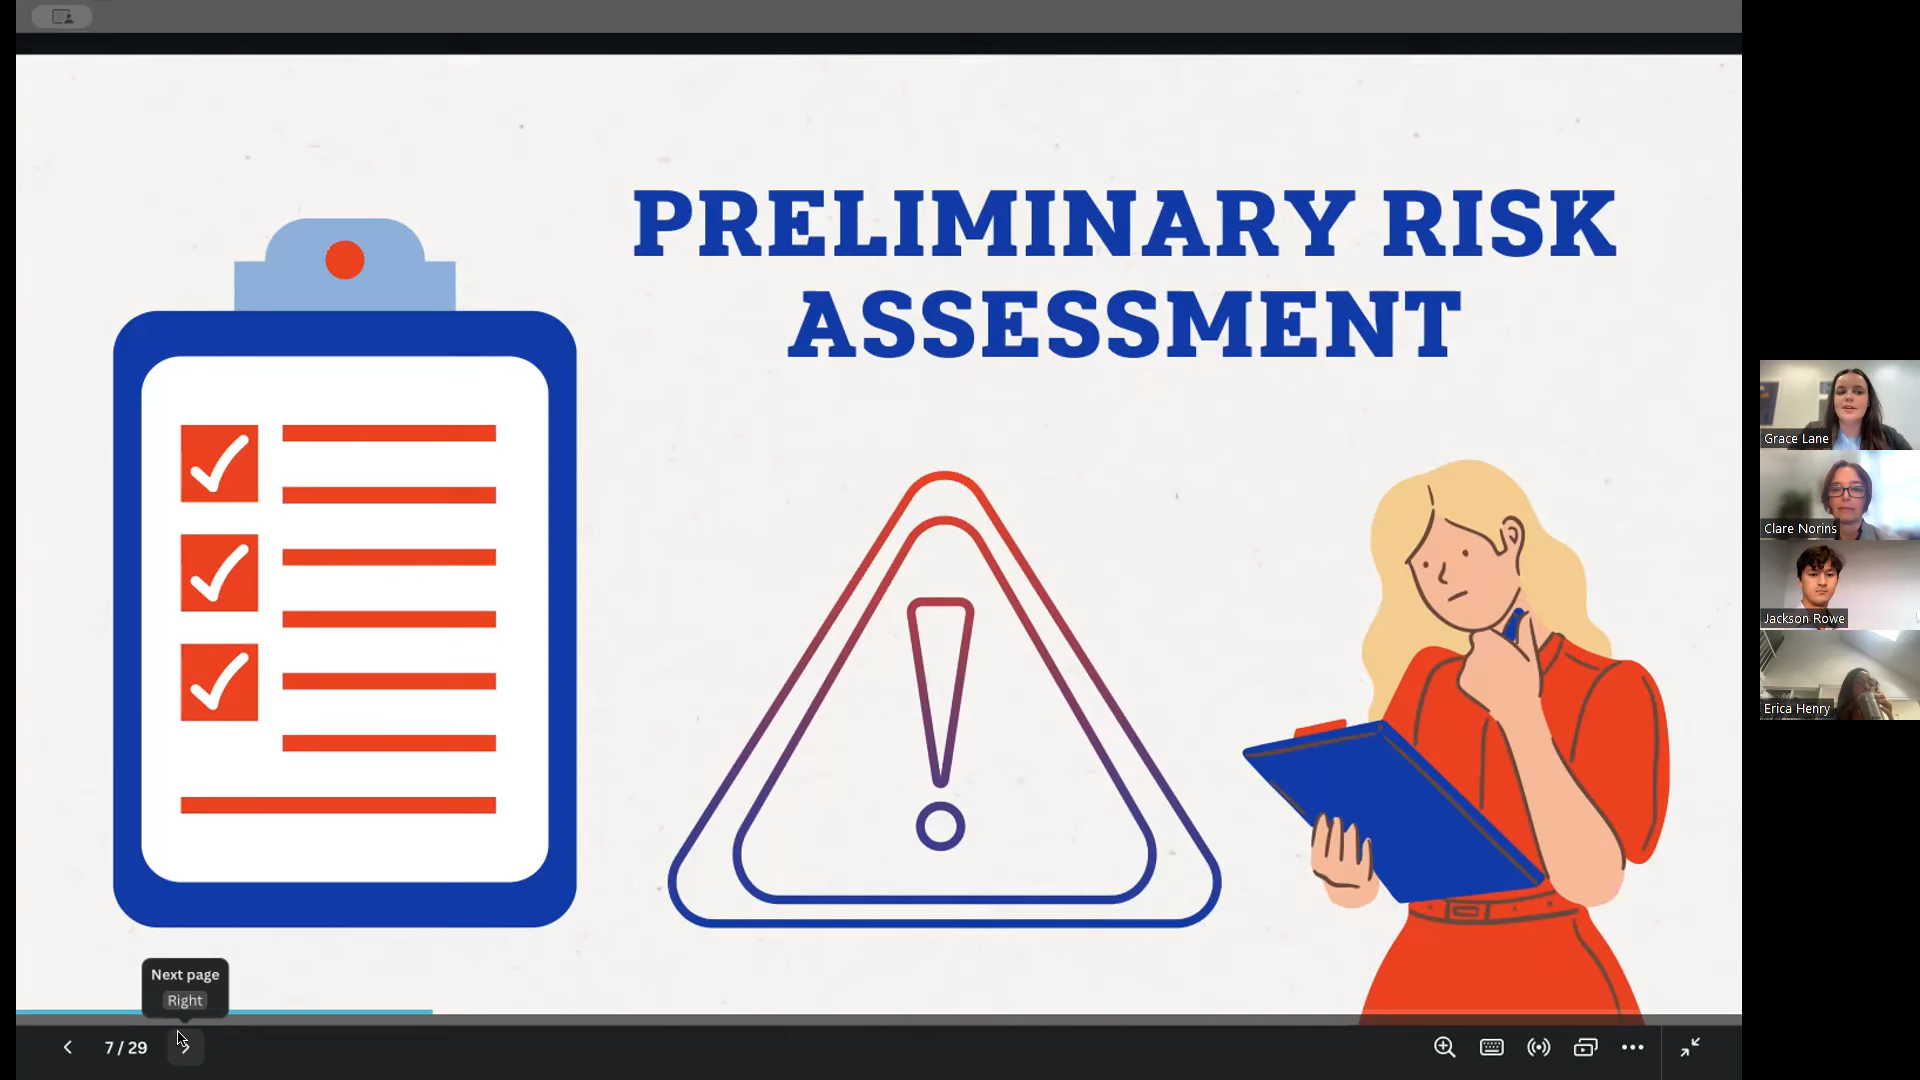 PRELIMINARY RISK
ASSESSMENT
Grace Lane
Clare Norins
Jackson Rowe
Erica Henry
Next page
Right
7 / 29